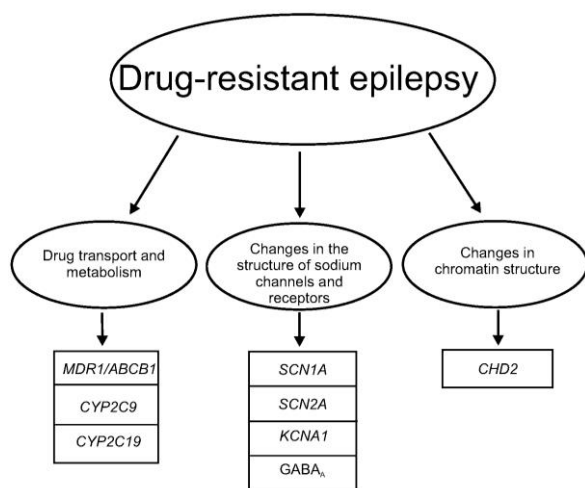 Drug-resistant epilepsy
Drug transport and
metabolism
Changes in the
structure of sodium
channels and
receptors
Changes in
chromatin structure
MDR1/ABCB1
CYP2C9
CYP2C19
SCN1A
SCN2A
KCNA1
GABAA
CHD2